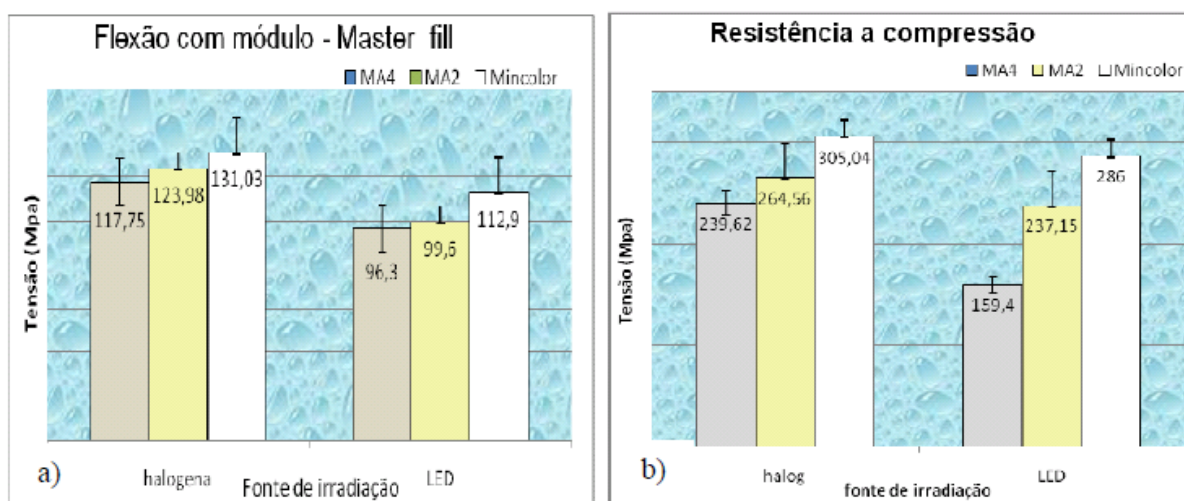 Flexão com módulo - Master fill
MA4 MA2 Mincolor
Tensão (Mpa)
117,75
123,98
131,03
96,3
99,6
112,9
halogena
LED
Fonte de irradiação
a)
Resistência a compressão
MA4 MA2 Mincolor
Tensão (Mpa)
239,62
264,56
305,04
159,4
237,15
286
halog
LED
fonte de irradiação
b)